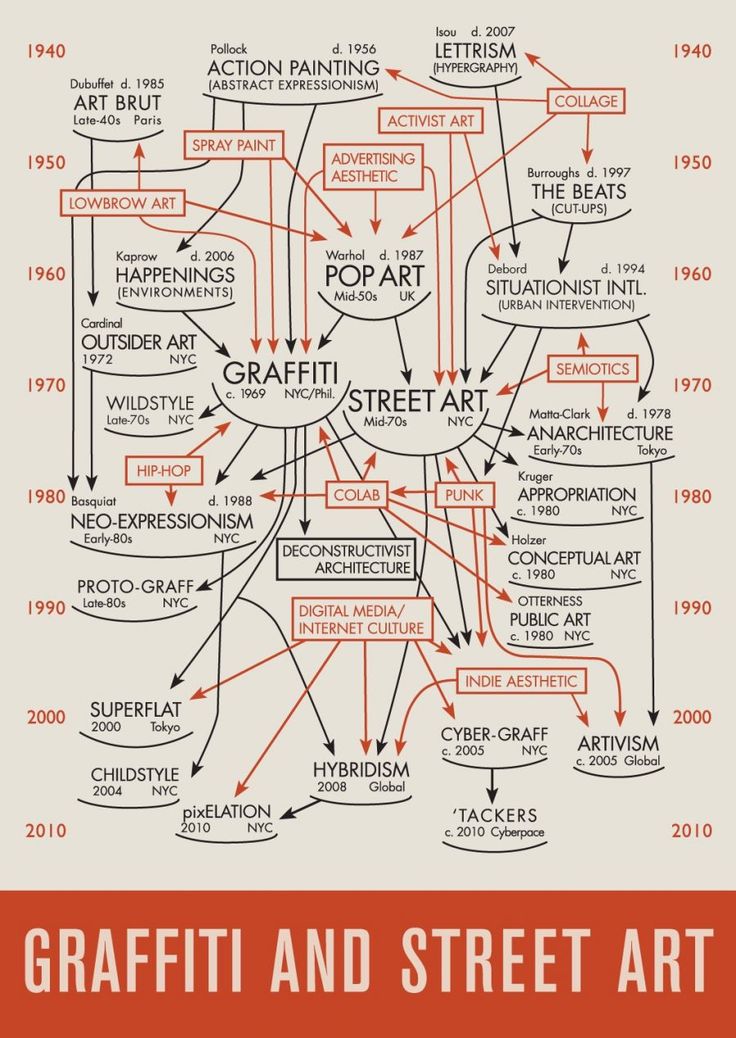 1940
1940
Pollock d. 1956
ACTION PAINTING
(ABSTRACT EXPRESSIONISM)
Isou d. 2007
LETTRISM
(HYPERGRAPHY)
Dubuffet d. 1985
ART BRUT
Late-40s Paris
COLLAGE
ACTIVIST ART
SPRAY PAINT
ADVERTISING
AESTHETIC
1950
1950
Burroughs d. 1997
THE BEATS
(CUT-UPS)
LOWBROW ART
Kaprow d. 2006
HAPPENINGS
(ENVIRONMENTS)
Warhol d. 1987
POP ART
Mid-50s UK
Debord d. 1994
SITUATIONIST INTL.
(URBAN INTERVENTION)
1960
1960
Cardinal
OUTSIDER ART
1972 NYC
GRAFFITI
c. 1969 NYC/Phil.
STREET ART
Mid-70s NYC
SEMIOTICS
1970
1970
WILDSTYLE
Late-70s NYC
Matta-Clark d. 1978
ANARCHITECTURE
Early-70s Tokyo
HIP-HOP
COLAB
PUNK
Kruger
APPROPRIATION
c. 1980 NYC
1980
1980
Basquiat d. 1988
NEO-EXPRESSIONISM
Early-80s NYC
DECONSTRUCTIVIST
ARCHITECTURE
Holzer
CONCEPTUAL ART
c. 1980 NYC
PROTO-GRAFF
Late-80s NYC
1990
1990
DIGITAL MEDIA/
INTERNET CULTURE
OTTERNESS
PUBLIC ART
c. 1980 NYC
INDIE AESTHETIC
SUPERFLAT
2000 Tokyo
2000
2000
CYBER-GRAFF
c. 2005 NYC
ARTIVISM
c. 2005 Global
CHILDSTYLE
2004 NYC
HYBRIDISM
2008 Global
pixELATION
2010 NYC
'TACKERS
c. 2010 Cyberpace
2010
2010
GRAFFITI AND STREET ART